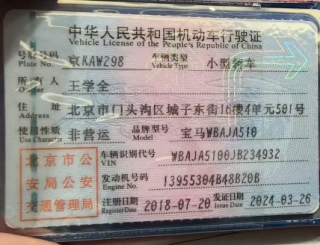 中华人民共和国机动车行驶证
Vehicle License of the People's Republic of China
号牌号码 京KAW298 车辆类型 小型轿车
Plate No. Vehicle Type
所有人 王学全
Owner
住址 北京市门头沟区城子东街16楼4单元501号
Address
使用性质 非营运 品牌型号 宝马WBAJA510
Use Character Model
北京市公 车辆识别代号 WBAJA5100JB234932
VIN
安局公安 发动机号码 13955304B48B20B
Engine No.
交通管理局 注册日期 2018-07-20 发证日期 2024-03-26
Register Date Issue Date